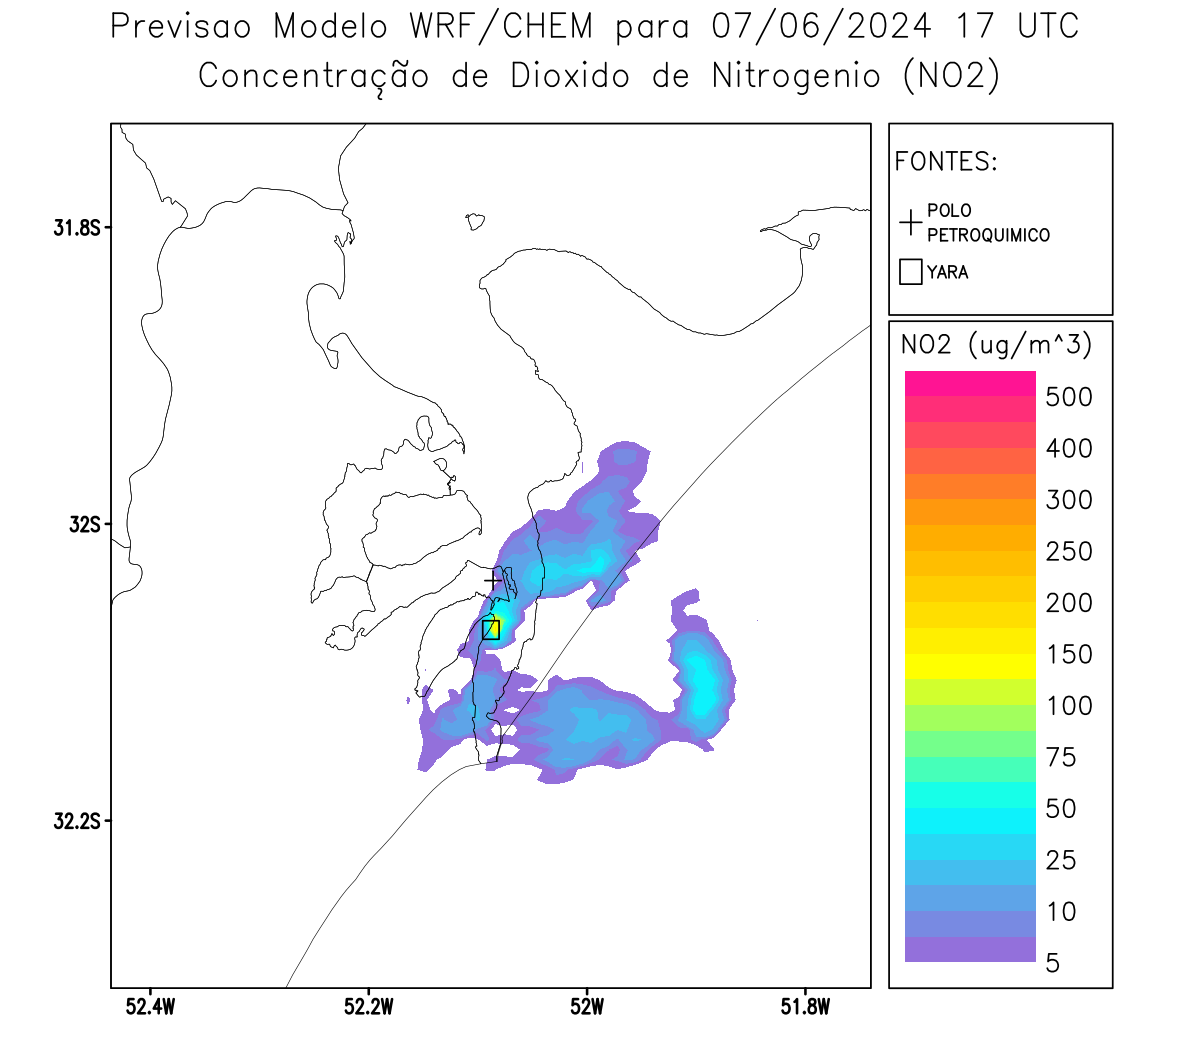 Previsao Modelo WRF/CHEM para 07/06/2024 17 UTC
Concentração de Dioxido de Nitrogenio (NO2)
FONTES:
POLO
PETROQUIMICO
YARA
31.8S
32S
32.2S
52.4W
52.2W
52W
51.8W
NO2 (ug/m^3)
500
400
300
250
200
150
100
75
50
25
10
5